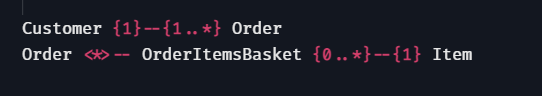 Customer {1}--{1..*} Order
Order <*>-- OrderItemsBasket {0..*}--{1} Item